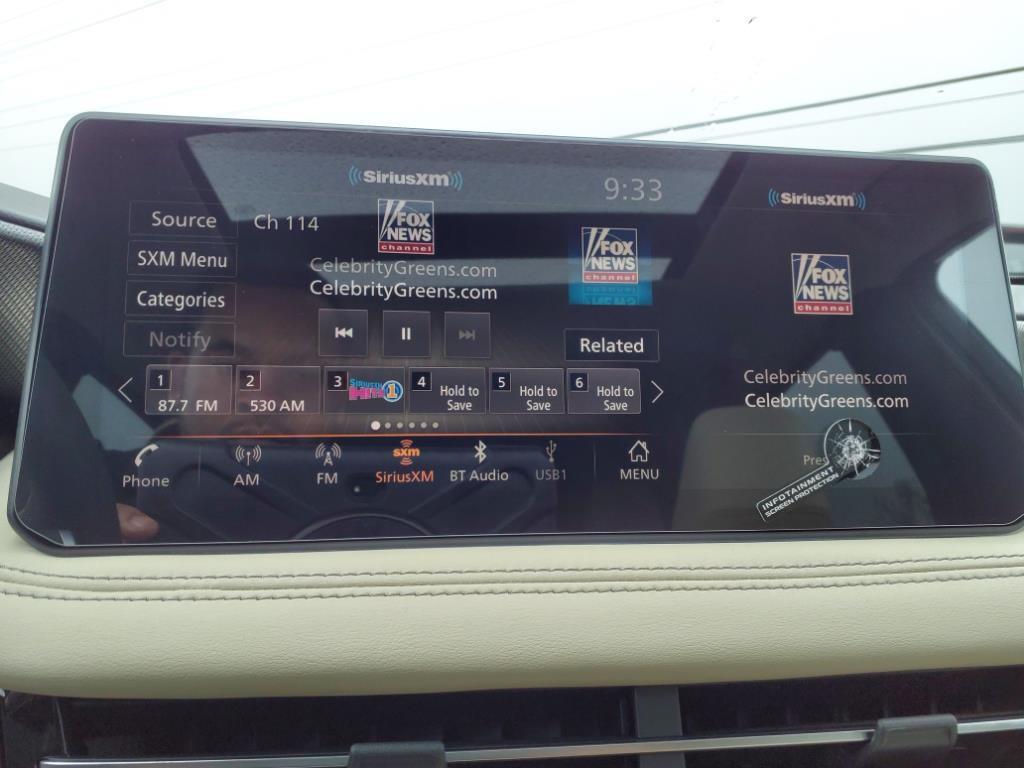 SiriusXM
9:33
SiriusXM
Source
Ch 114
FOX
NEWS
channel
FOX
NEWS
channel
FOX
NEWS
channel
SXM Menu
CelebrityGreens.com
CelebrityGreens.com
Categories
Notify
Related
CelebrityGreens.com
CelebrityGreens.com
1
87.7 FM
2
530 AM
3
SIRIUSXM
HITS 1
4
Hold to
Save
5
Hold to
Save
6
Hold to
Save
Phone
AM
FM
sxm
SiriusXM
BT Audio
USB1
MENU
INFOTAINMENT
SCREEN PROTECTION